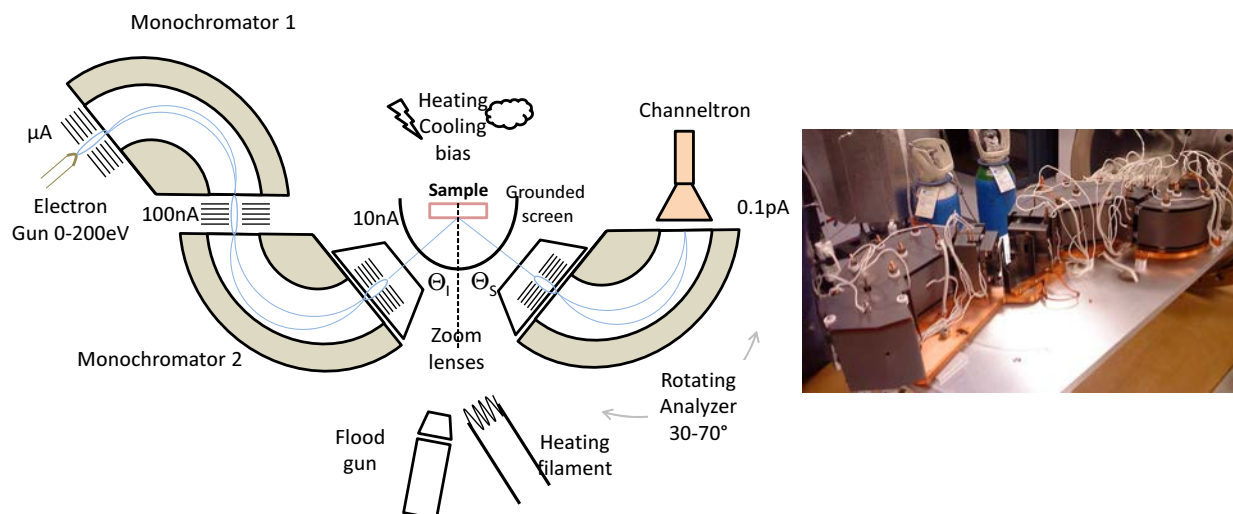 Monochromator 1
μA
Electron
Gun 0-200eV
100nA
Monochromator 2
Heating
Cooling
bias
Sample
10nA
Grounded
screen
ΘI
ΘS
Zoom
lenses
Channeltron
0.1pA
Rotating
Analyzer
30-70°
Flood
gun
Heating
filament